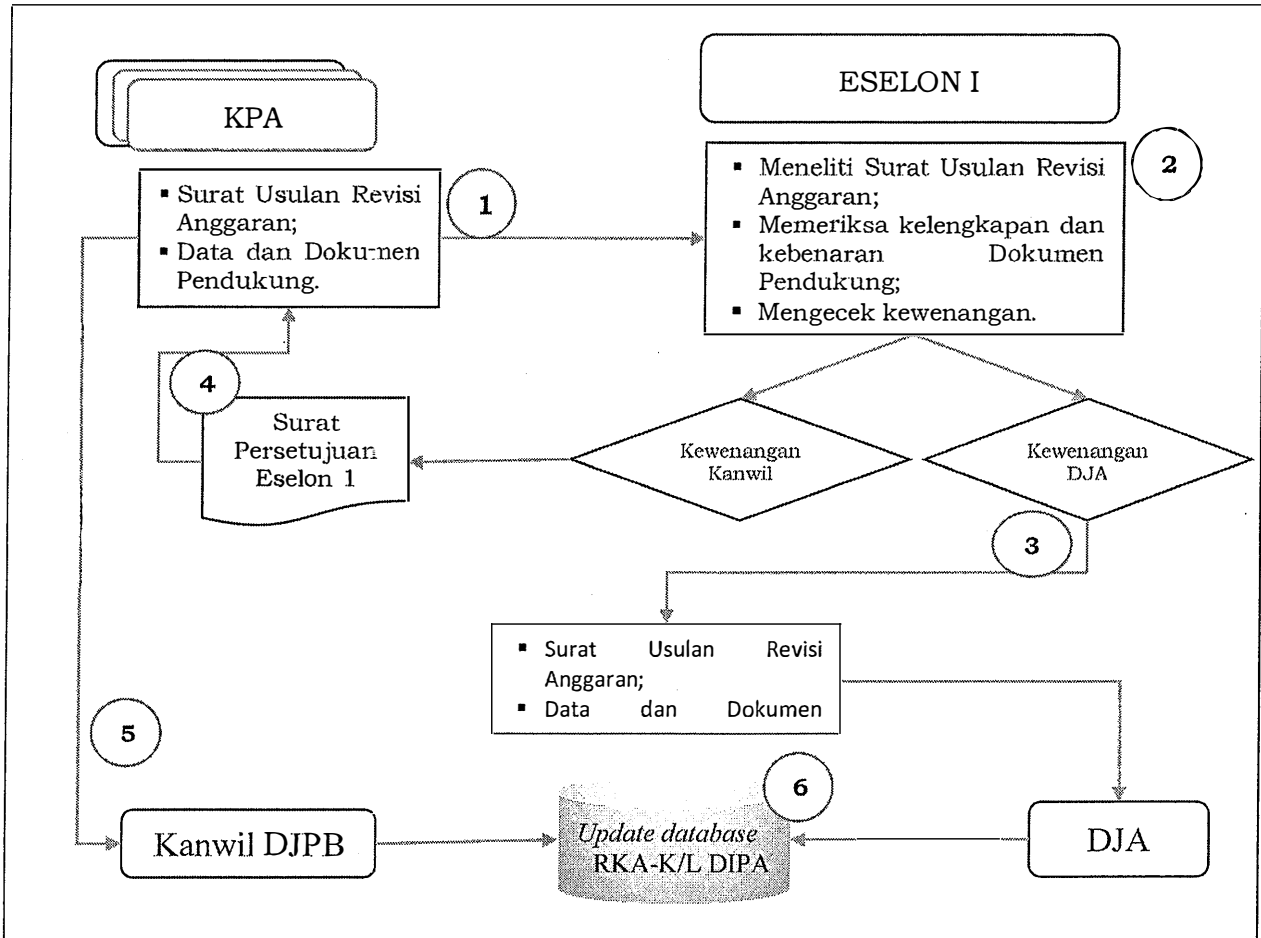 KPA
ESELON I
▪ Surat Usulan Revisi
Anggaran;
▪ Data dan Dokumen
Pendukung.
1
▪ Meneliti Surat Usulan Revisi
Anggaran;
▪ Memeriksa kelengkapan dan
kebenaran Dokumen
Pendukung;
▪ Mengecek kewenangan.
2
4
Surat
Persetujuan
Eselon 1
Kewenangan
Kanwil
Kewenangan
DJA
3
▪ Surat Usulan Revisi
Anggaran;
▪ Data dan Dokumen
5
6
Kanwil DJPB
Update database
RKA-K/L DIPA
DJA